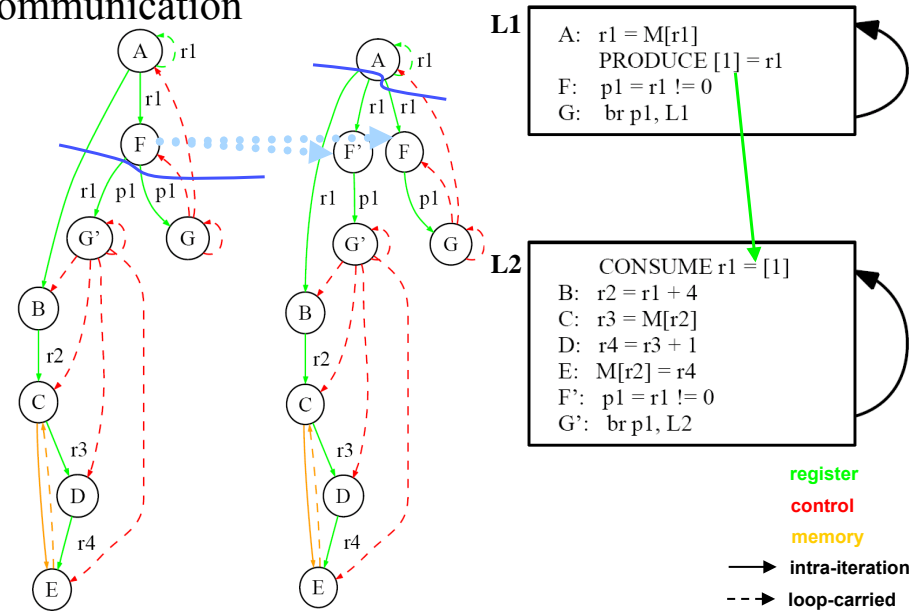 ommunication
A
r1
r1
F
r1
p1
p1
G'
G
B
r2
C
r3
D
r4
E
A
r1
r1
r1
F'
F
r1
p1
p1
G'
G
B
r2
C
r3
D
r4
E
L1
A: r1 = M[r1]
PRODUCE [1] = r1
F: p1 = r1 != 0
G: br p1, L1
L2
CONSUME r1 = [1]
B: r2 = r1 + 4
C: r3 = M[r2]
D: r4 = r3 + 1
E: M[r2] = r4
F': p1 = r1 != 0
G': br p1, L2
register
control
memory
intra-iteration
loop-carried